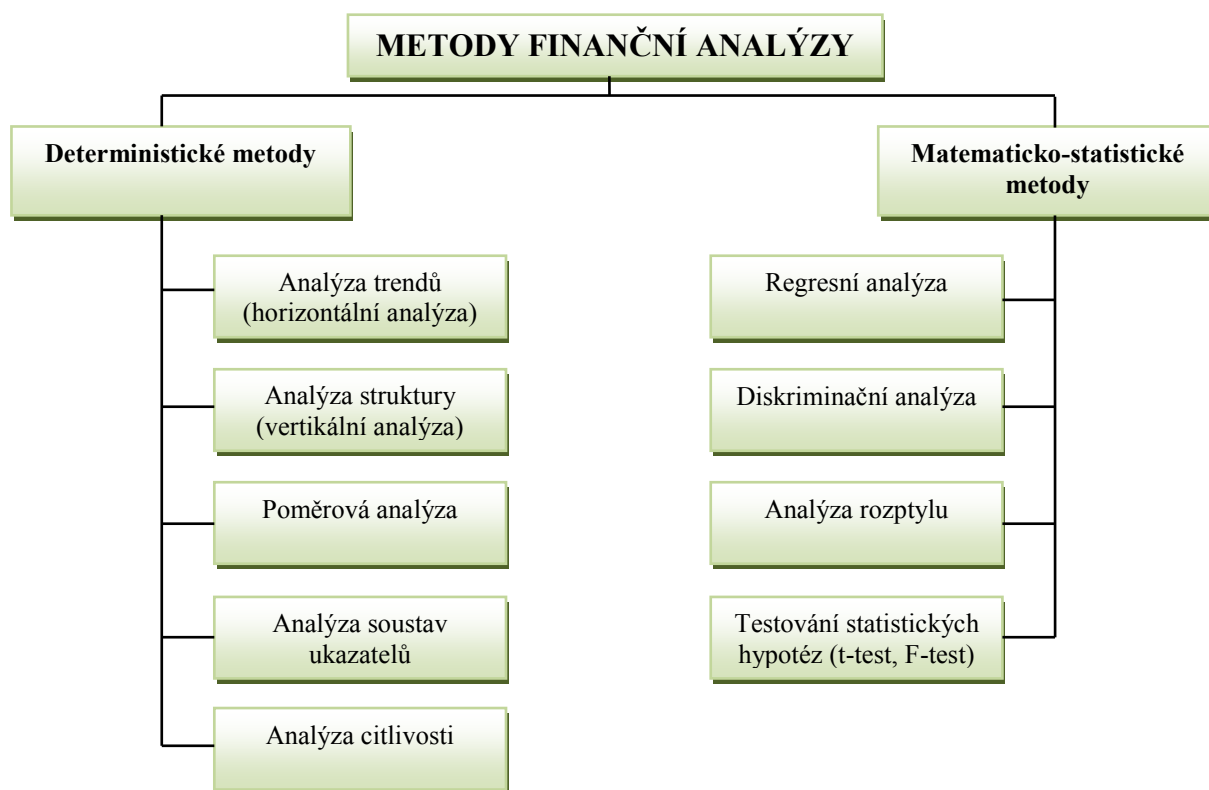 METODY FINANČNÍ ANALÝZY
Deterministické metody
Analýza trendů
(horizontální analýza)
Analýza struktury
(vertikální analýza)
Poměrová analýza
Analýza soustav
ukazatelů
Analýza citlivosti
Matematicko-statistické
metody
Regresní analýza
Diskriminační analýza
Analýza rozptylu
Testování statistických
hypotéz (t-test, F-test)